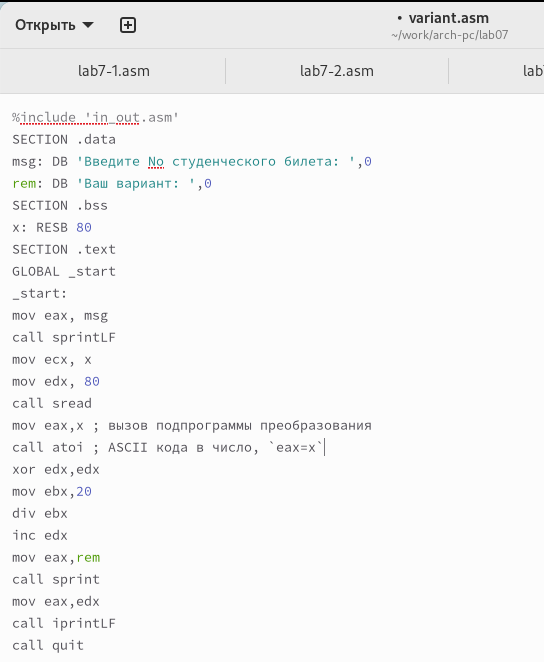 Открыть
• variant.asm
~/work/arch-pc/lab07
lab7-1.asm
lab7-2.asm
lab7
%include 'in_out.asm'
SECTION .data
msg: DB 'Введите No студенческого билета: ',0
rem: DB 'Ваш вариант: ',0
SECTION .bss
x: RESB 80
SECTION .text
GLOBAL _start
_start:
mov eax, msg
call sprintLF
mov ecx, x
mov edx, 80
call sread
mov eax,x ; вызов подпрограммы преобразования
call atoi ; ASCII кода в число, `eax=x`
xor edx,edx
mov ebx,20
div ebx
inc edx
mov eax,rem
call sprint
mov eax,edx
call iprintLF
call quit